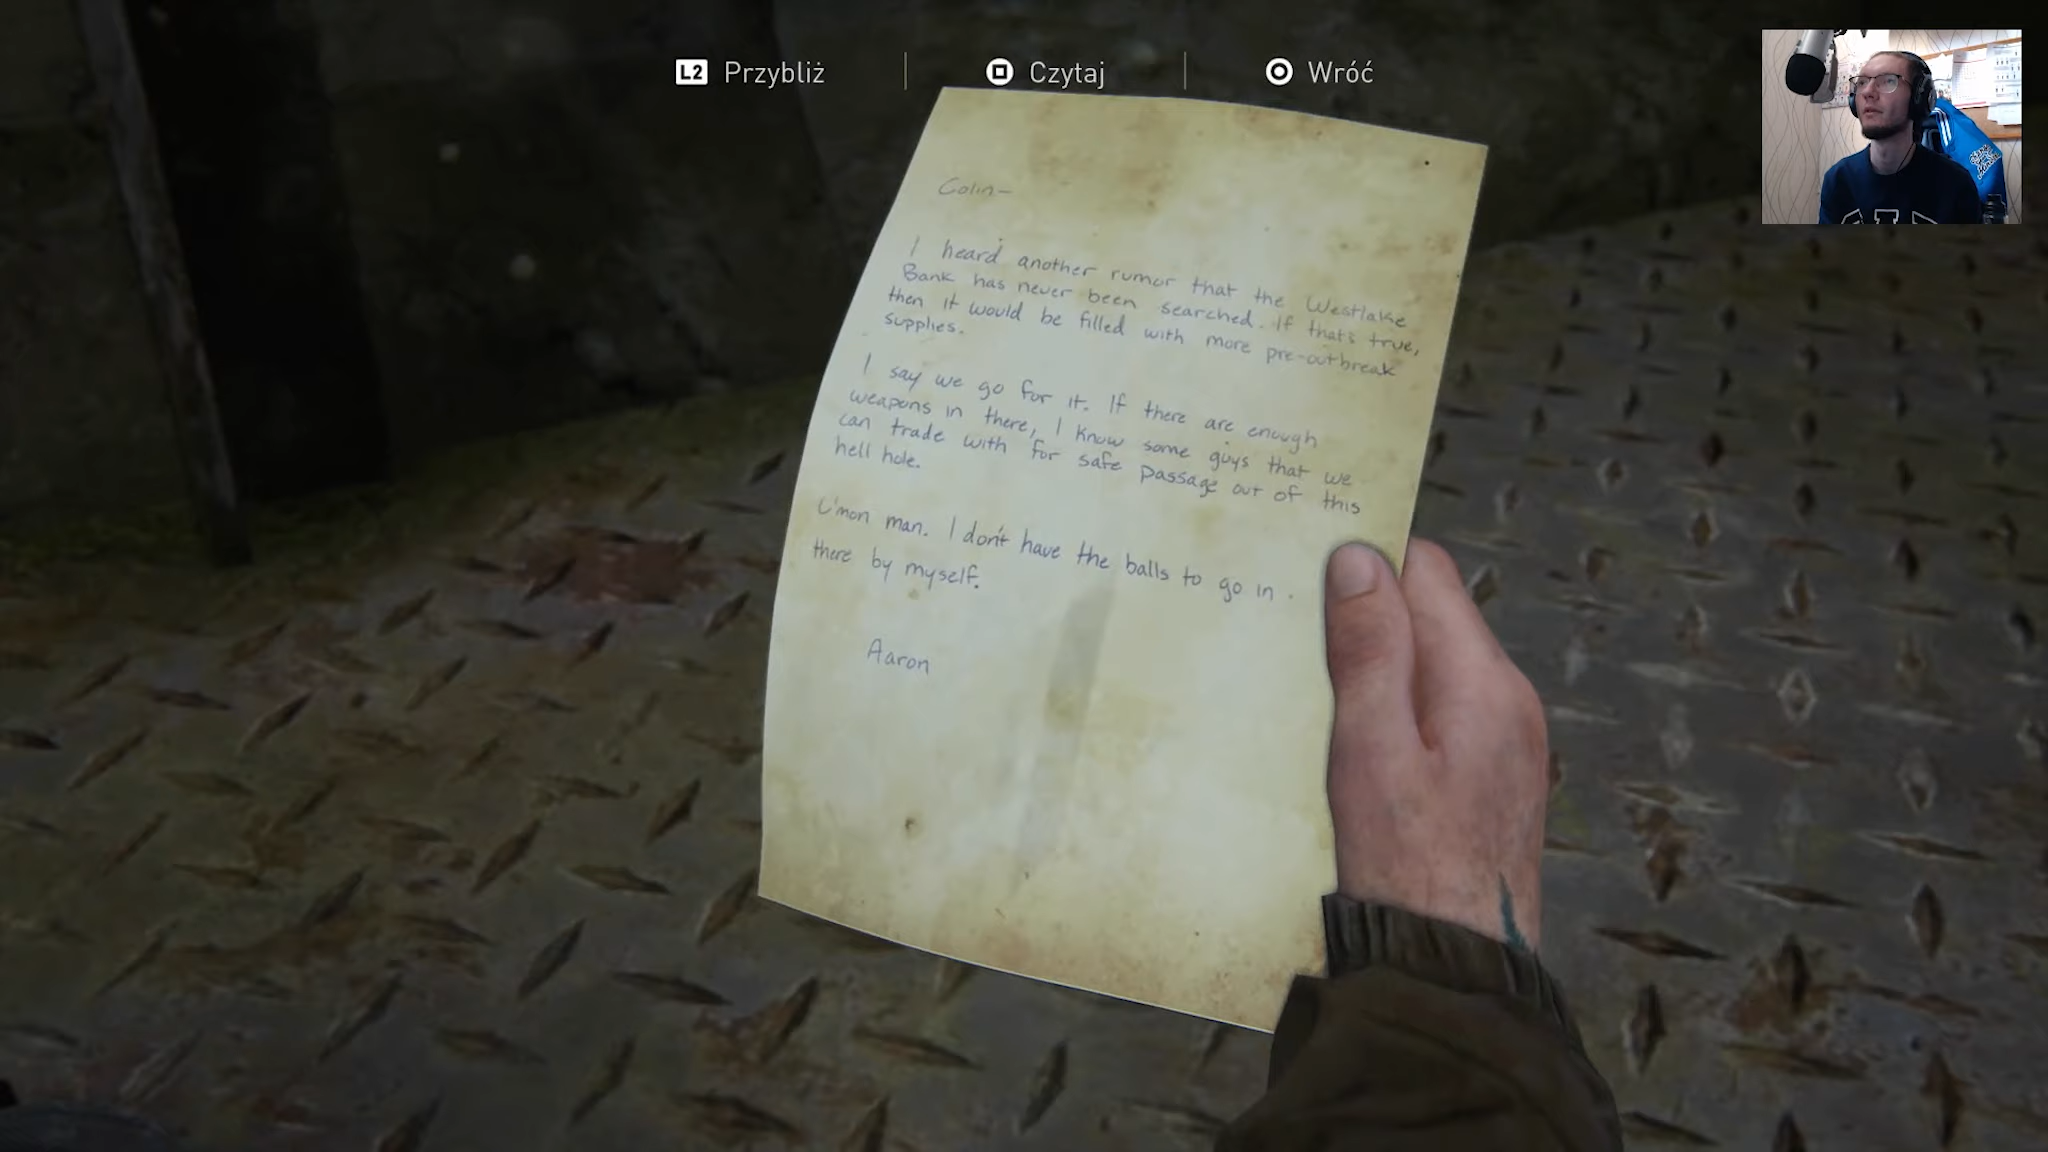 L2 Przybliż
Czytaj
Wróć
Colin-
I heard another rumor that the Westlake
Bank has never been searched. If that's true,
then it would be filled with more pre-outbreak
supplies.
I say we go for it. If there are enough
weapons in there, I know some guys that we
can trade with for safe passage out of this
hell hole.
C'mon man. I don't have the balls to go in
there by myself.
Aaron